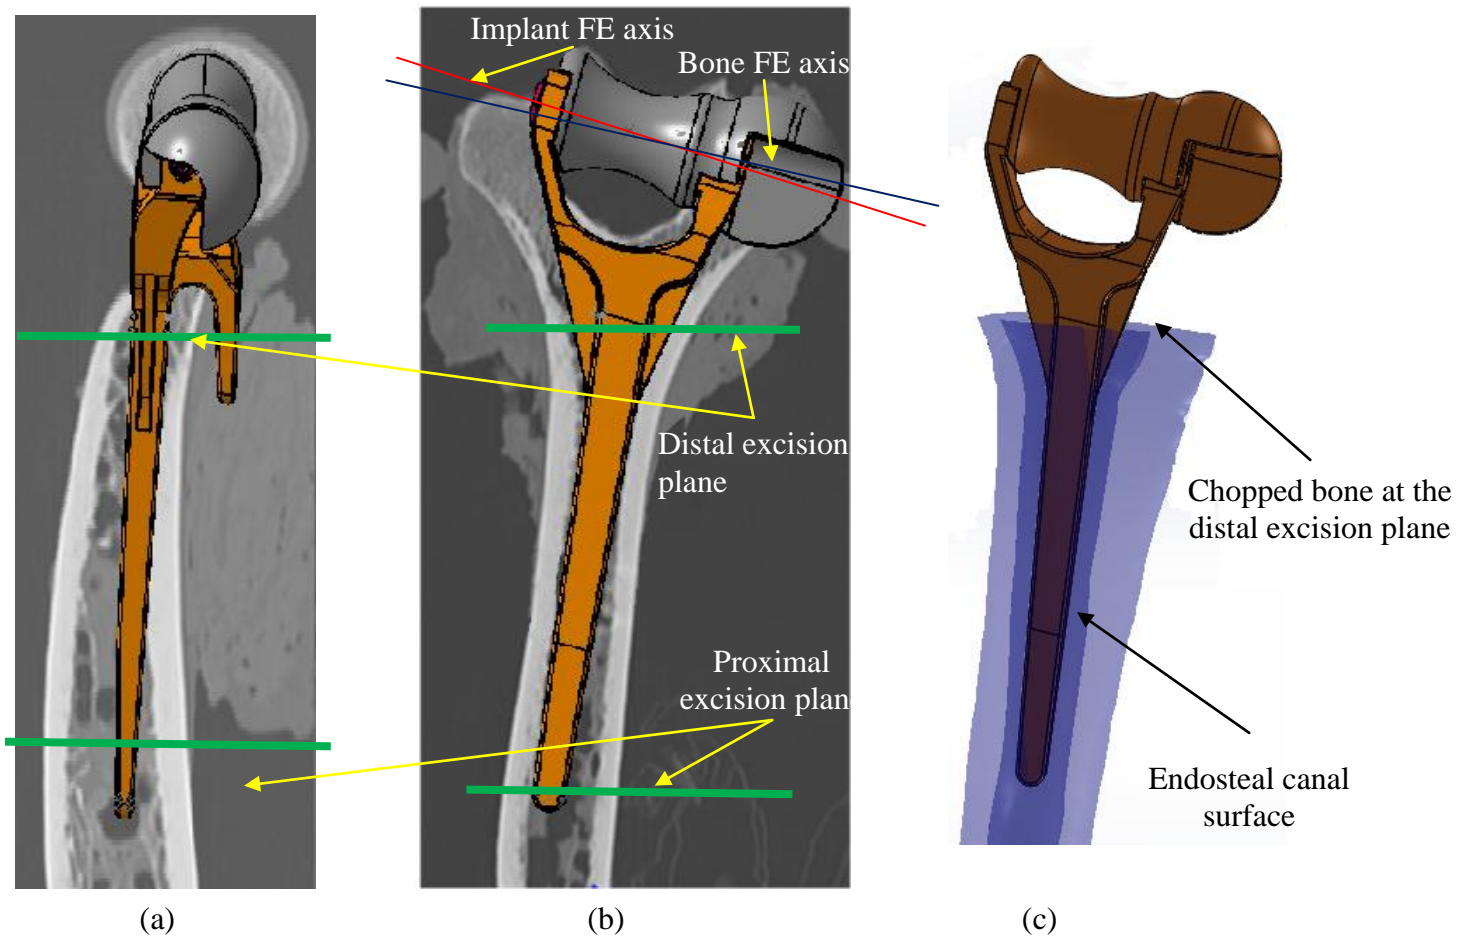 Implant FE axis
Bone FE axis
Distal excision
plane
Proximal
excision plan
Chopped bone at the
distal excision plane
Endosteal canal
surface
(a)
(b)
(c)